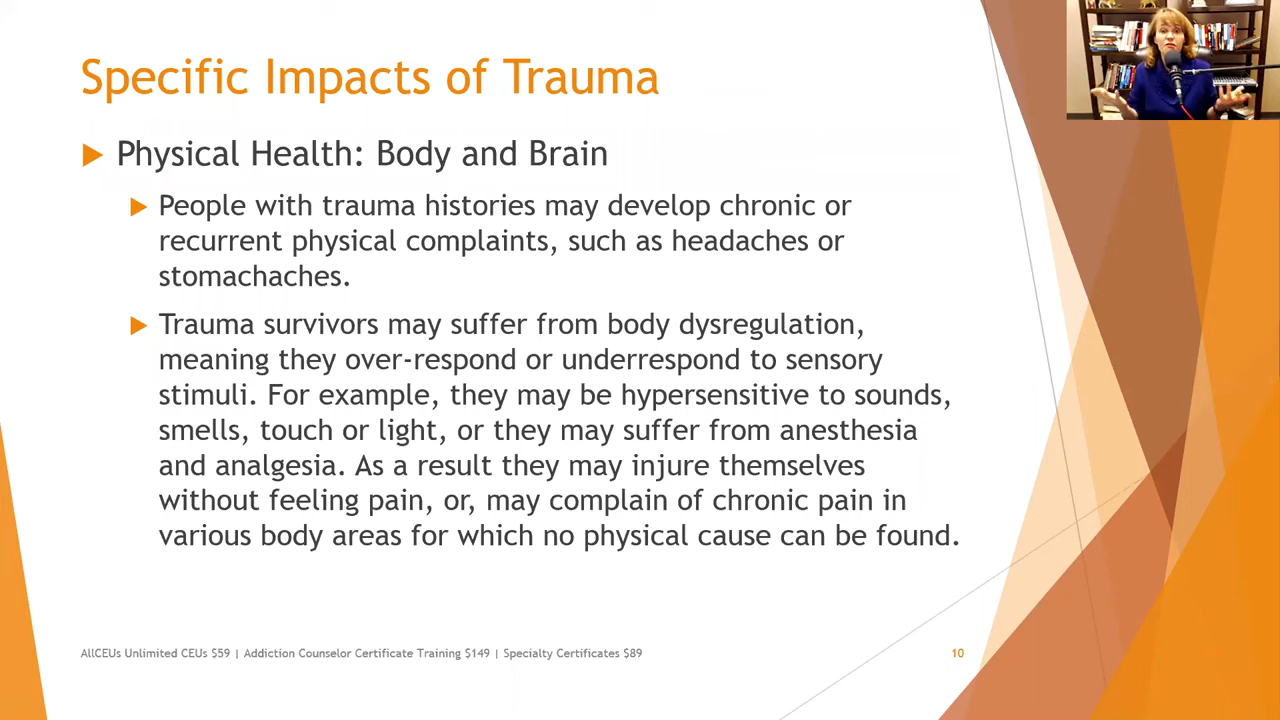 Specific Impacts of Trauma
Physical Health: Body and Brain
People with trauma histories may develop chronic or
recurrent physical complaints, such as headaches or
stomachaches.
Trauma survivors may suffer from body dysregulation,
meaning they over-respond or underrespond to sensory
stimuli. For example, they may be hypersensitive to sounds,
smells, touch or light, or they may suffer from anesthesia
and analgesia. As a result they may injure themselves
without feeling pain, or, may complain of chronic pain in
various body areas for which no physical cause can be found.
AllCEUs Unlimited CEUs $59 | Addiction Counselor Certificate Training $149 | Specialty Certificates $89
10